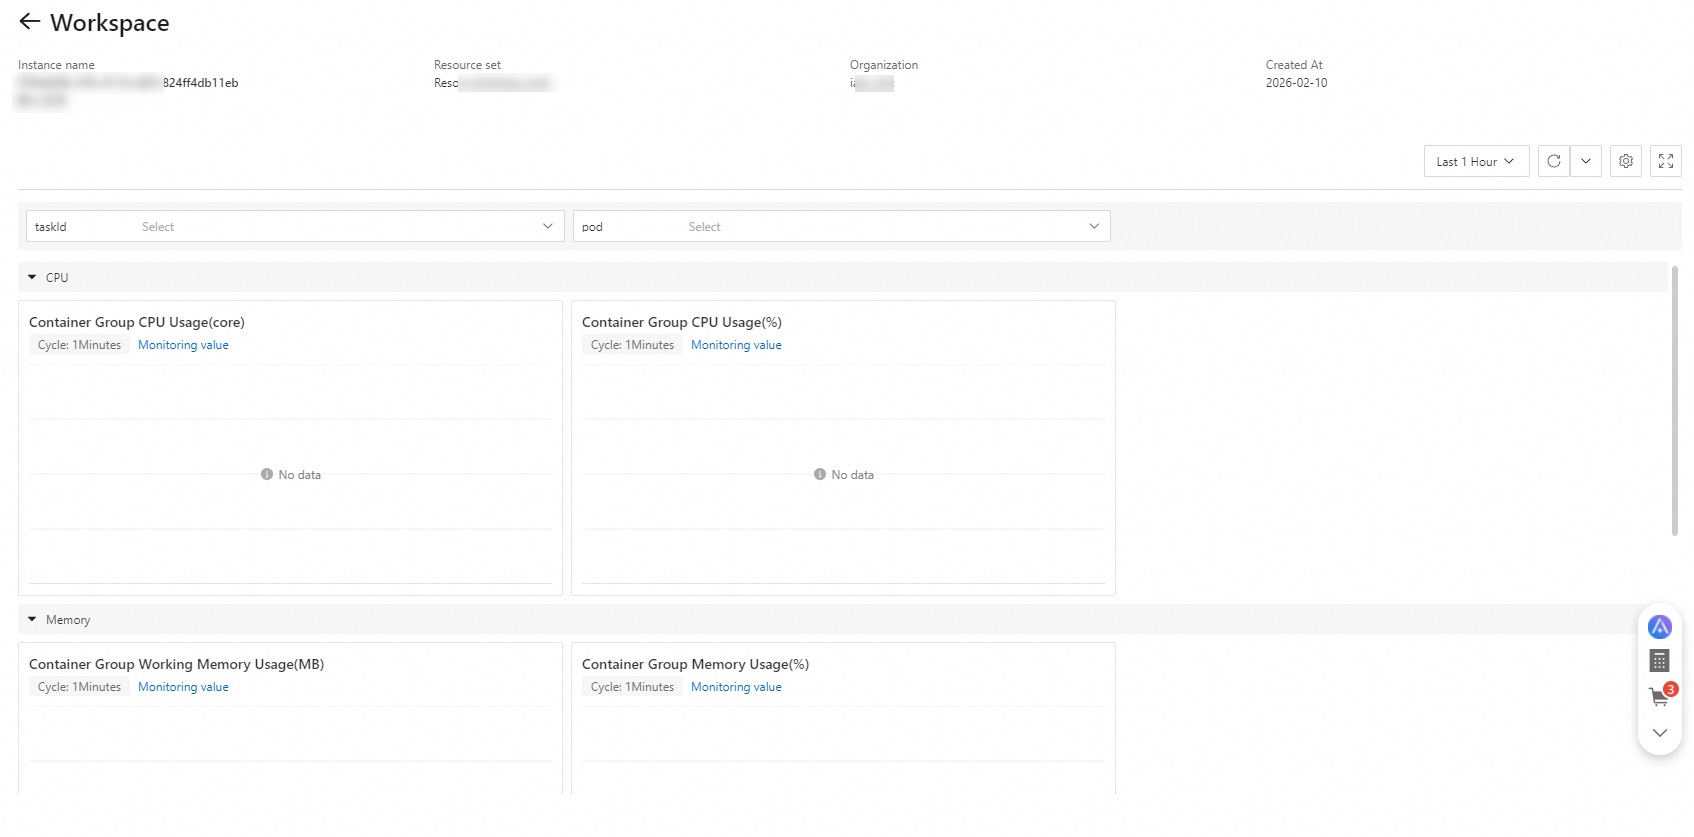 Workspace
Instance name
824ff4db11eb
Resource set
Reso
Organization
Created At
2026-02-10
Last 1 Hour
taskId Select
pod Select
CPU
Container Group CPU Usage(core)
Cycle: 1Minutes Monitoring value
No data
Container Group CPU Usage(%)
Cycle: 1Minutes Monitoring value
No data
Memory
Container Group Working Memory Usage(MB)
Cycle: 1Minutes Monitoring value
Container Group Memory Usage(%)
Cycle: 1Minutes Monitoring value
3